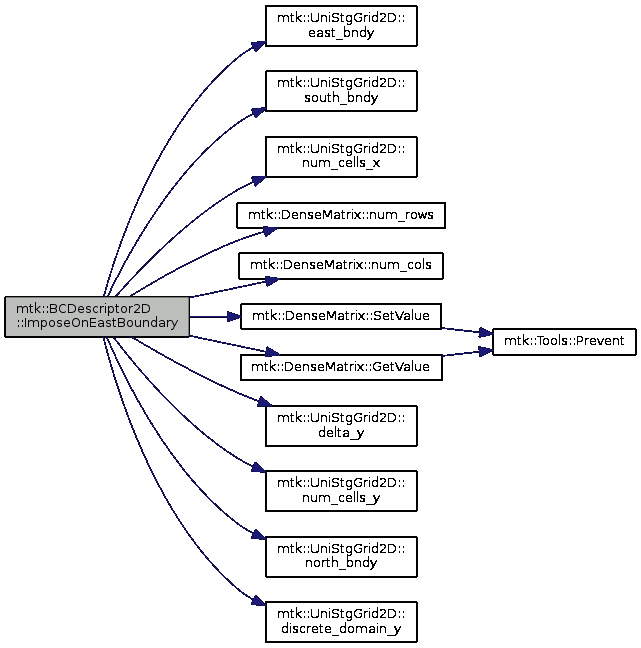 mtk::UniStgGrid2D::
east_bndy
mtk::UniStgGrid2D::
south_bndy
mtk::UniStgGrid2D::
num_cells_x
mtk::DenseMatrix::num_rows
mtk::DenseMatrix::num_cols
mtk::BCDescriptor2D
::ImposeOnEastBoundary
mtk::DenseMatrix::SetValue
mtk::Tools::Prevent
mtk::DenseMatrix::GetValue
mtk::UniStgGrid2D::
delta_y
mtk::UniStgGrid2D::
num_cells_y
mtk::UniStgGrid2D::
north_bndy
mtk::UniStgGrid2D::
discrete_domain_y